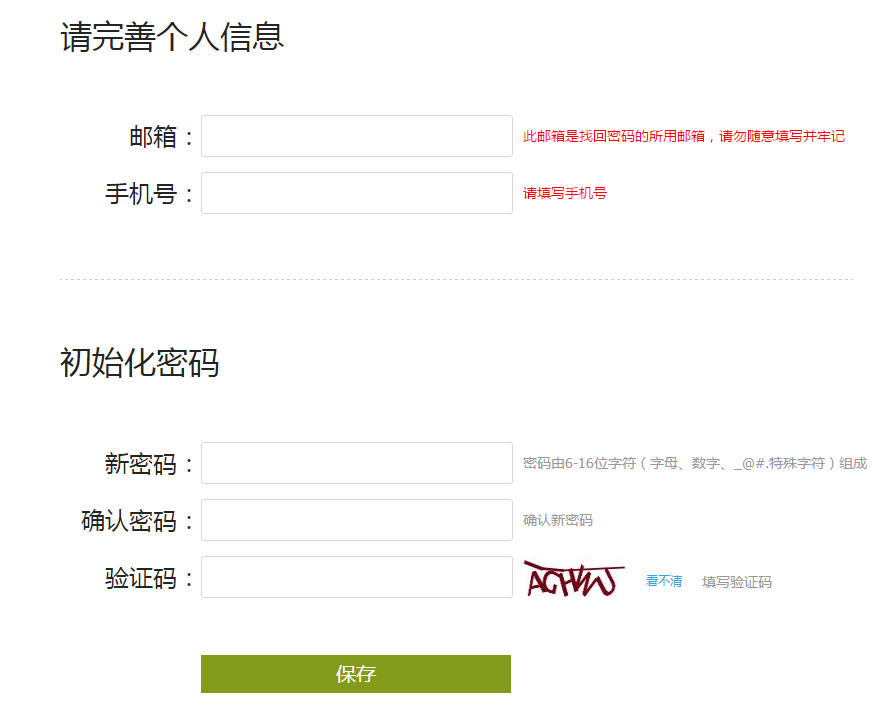 请完善个人信息
邮箱： 此邮箱是找回密码的所用邮箱，请勿随意填写并牢记
手机号： 请填写手机号
初始化密码
新密码： 密码由6-16位字符（字母、数字、_@#.特殊字符）组成
确认密码： 确认新密码
验证码： 看不清 填写验证码
保存